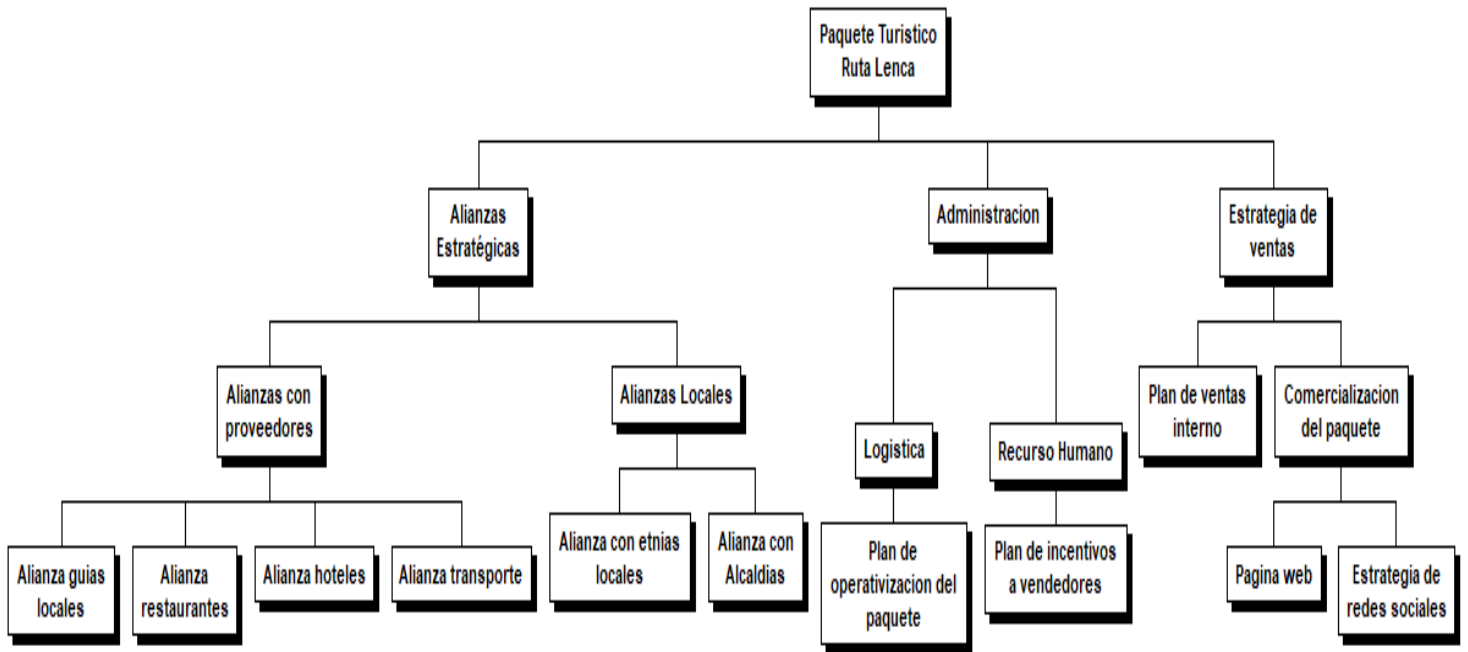 Paquete Turistico
Ruta Lenca
Alianzas
Estratégicas
Administracion
Estrategia de
ventas
Alianzas con
proveedores
Alianzas Locales
Logistica
Recurso Humano
Plan de ventas
interno
Comercializacion
del paquete
Alianza guias
locales
Alianza
restaurantes
Alianza hoteles
Alianza transporte
Alianza con etnias
locales
Alianza con
Alcaldias
Plan de
operativizacion del
paquete
Plan de incentivos
a vendedores
Pagina web
Estrategia de
redes sociales